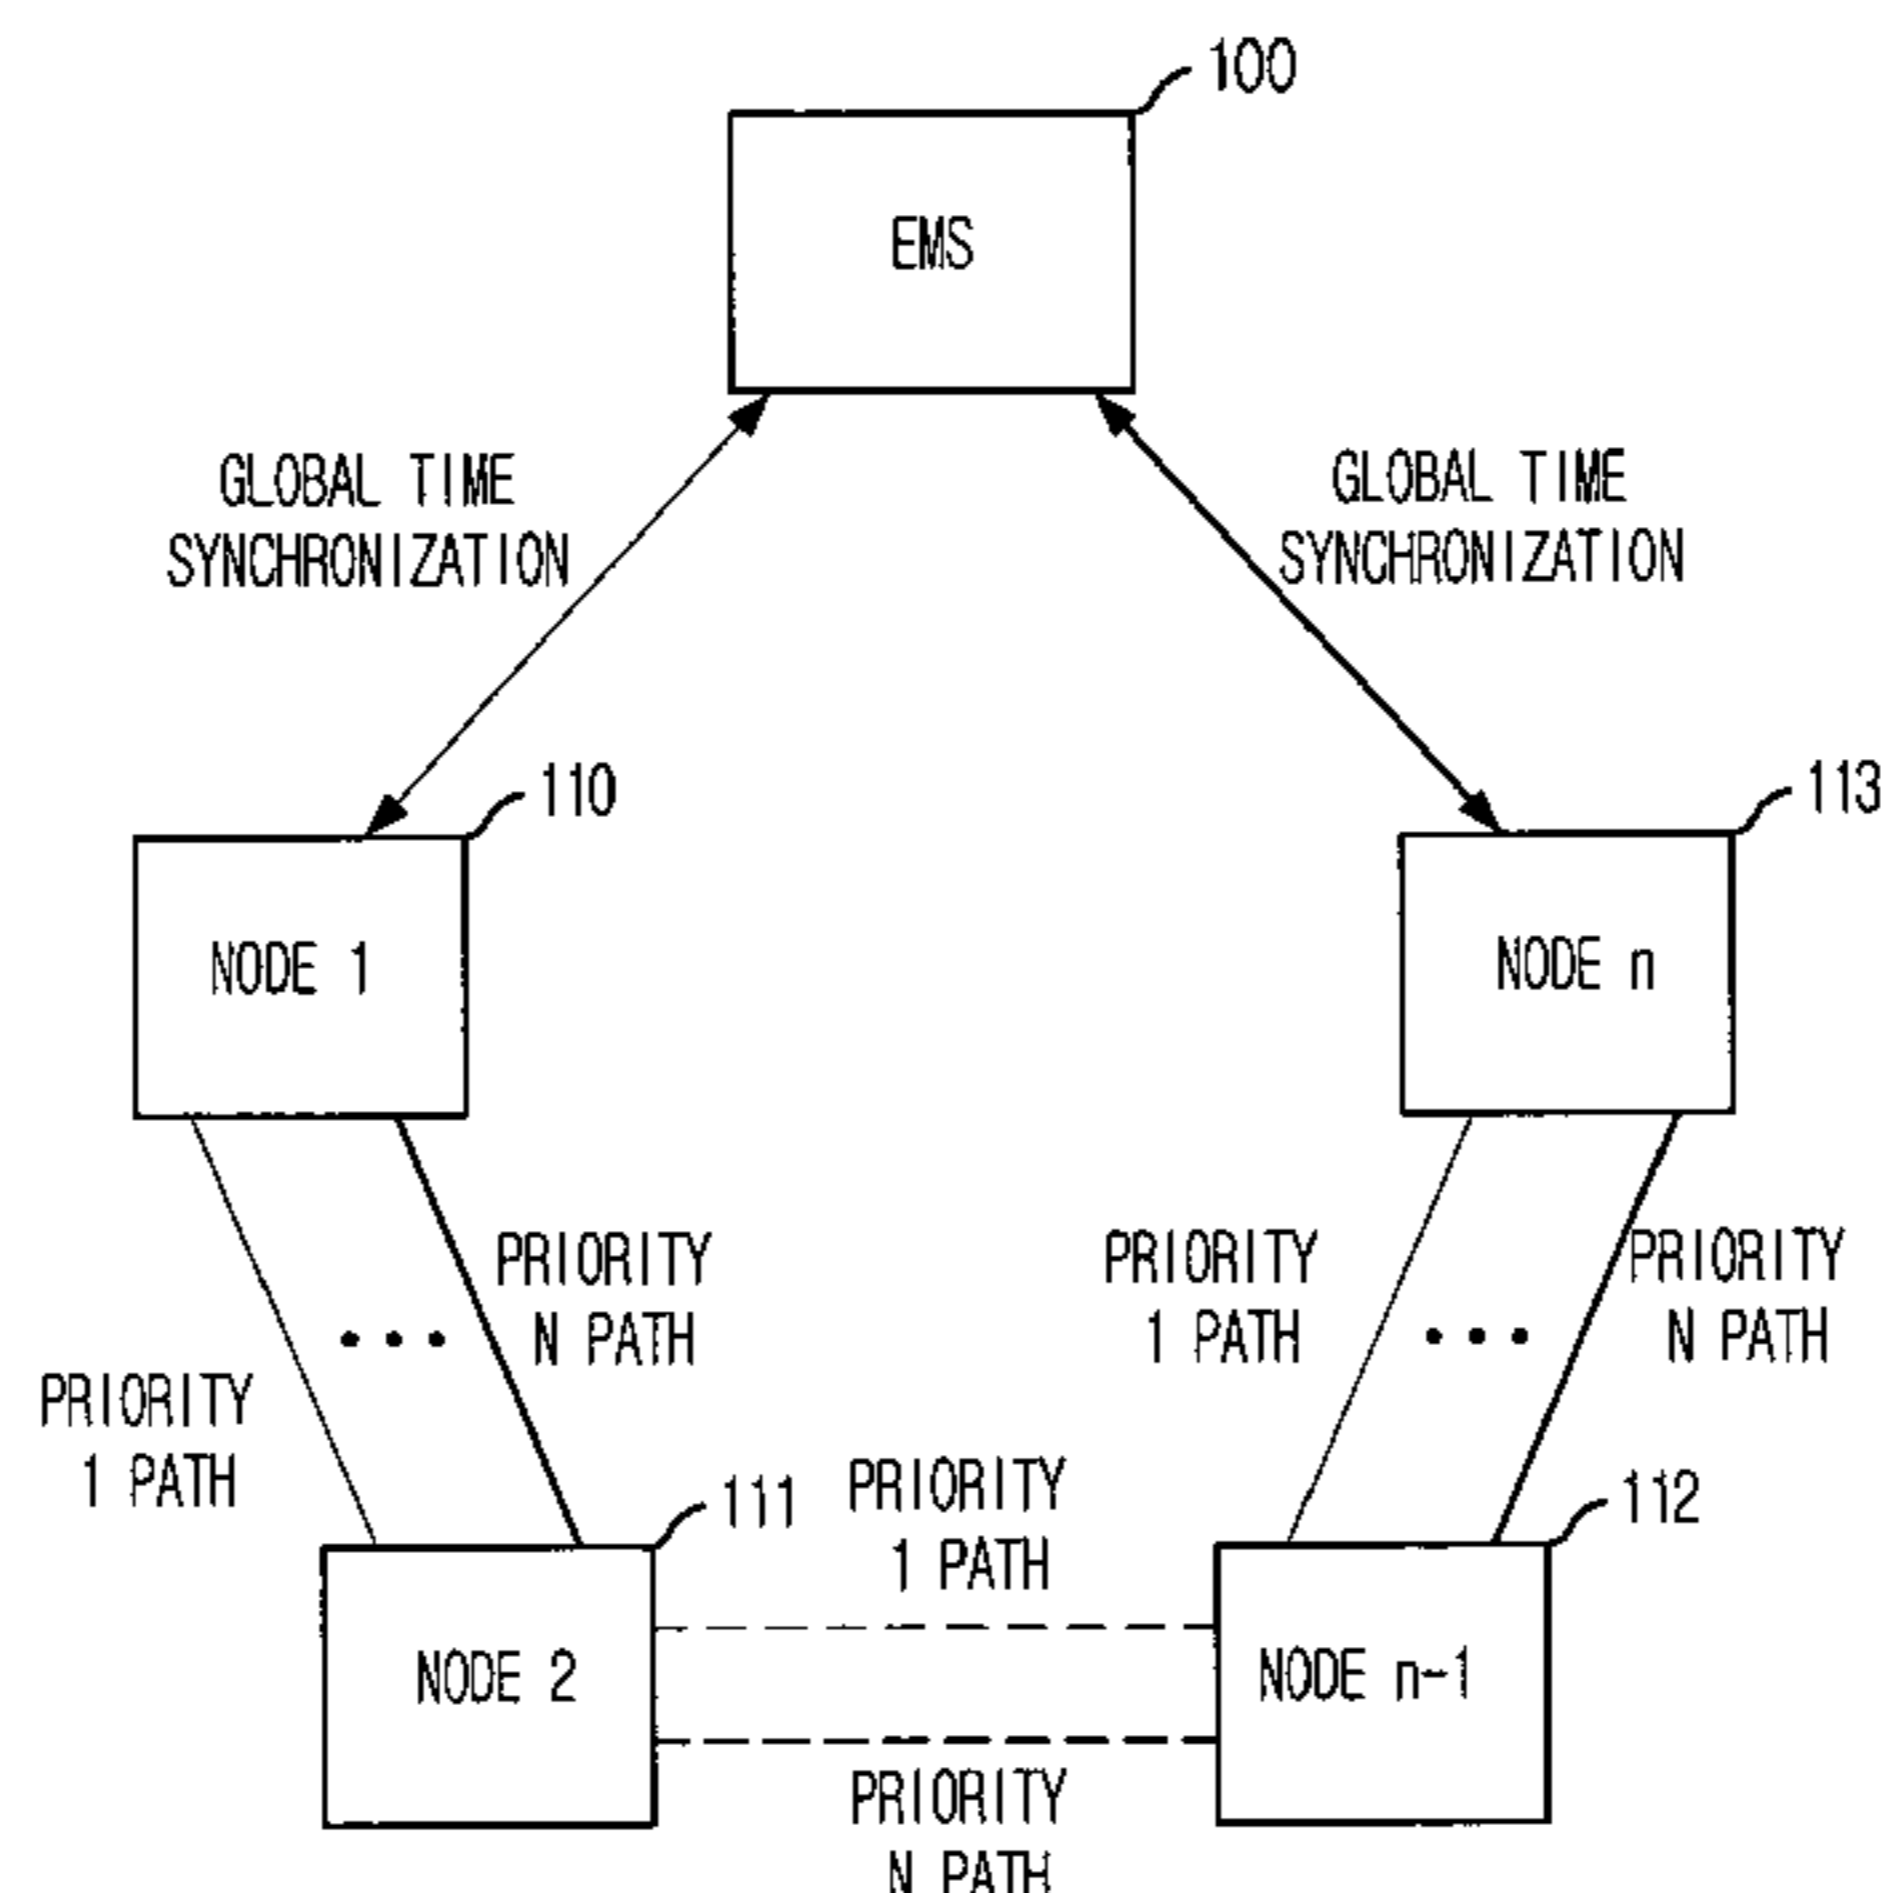 100
EMS
GLOBAL TIME
SYNCHRONIZATION
GLOBAL TIME
SYNCHRONIZATION
110
113
NODE 1
NODE n
PRIORITY
N PATH
PRIORITY
1 PATH
PRIORITY
N PATH
PRIORITY
1 PATH
111
PRIORITY
1 PATH
112
NODE 2
NODE n-1
PRIORITY
N PATH